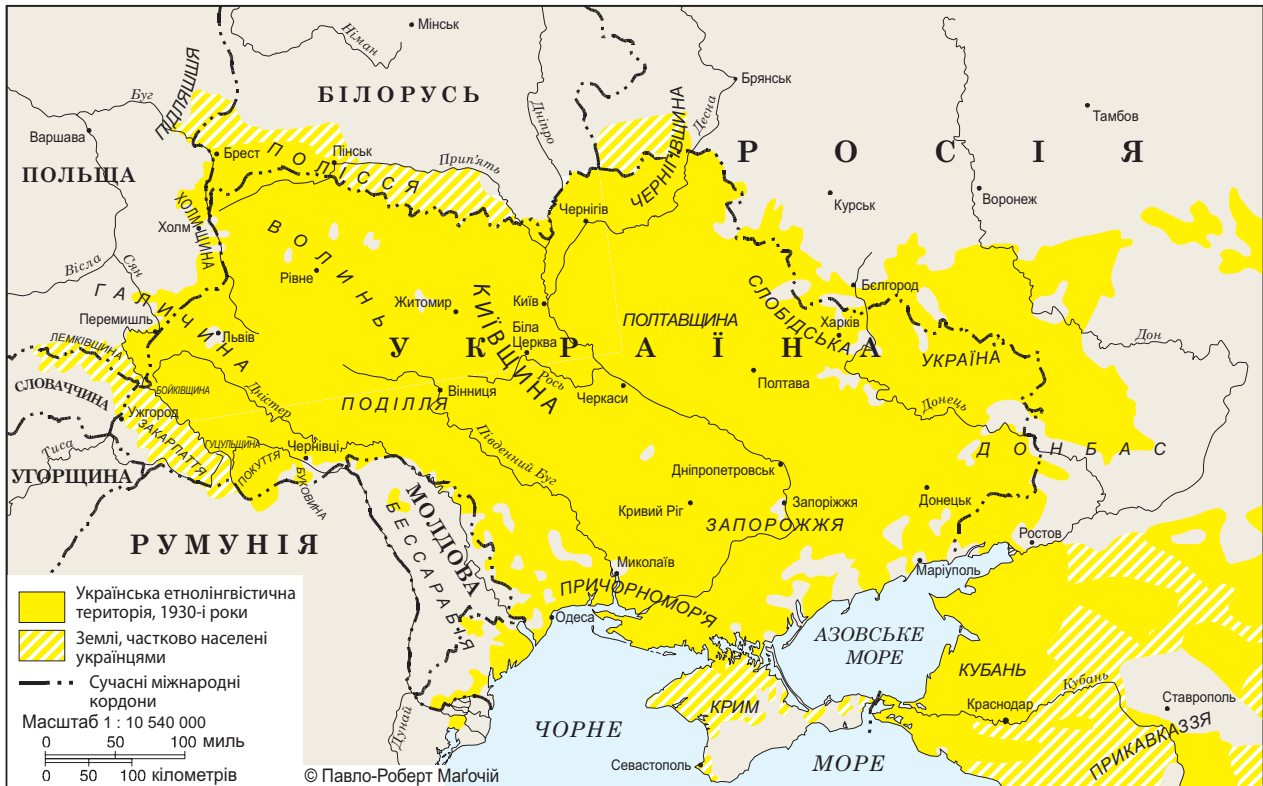 Мінськ
Німан
БІЛОРУСЬ
Дніпро
Десна
Брянськ
Тамбов
Буг
ПІДЛЯШШЯ
Варшава
Брест
Пінськ
ПОЛІССЯ
Прип'ять
ЧЕРНІГІВЩИНА
РОСІЯ
ПОЛЬЩА
Чернігів
Курськ
Воронеж
ХОЛМЩИНА
Холм
ВОЛИНЬ
Вісла
Сян
Рівне
Житомир
Київ
КИЇВЩИНА
Бєлгород
ГАЛИЧИНА
Перемишль
Львів
Біла
Церква
ПОЛТАВЩИНА
СЛОБІДСЬКА
Харків
УКРАЇНА
УКРАЇНА
Дон
ЛЕМКІВЩИНА
СЛОВАЧЧИНА
БОЙКІВЩИНА
Дністер
ПОДІЛЛЯ
Вінниця
Рось
Черкаси
Полтава
Донець
Ужгород
ЗАКАРПАТТЯ
ГУЦУЛЬЩИНА
ПОКУТТЯ
Чернівці
БУКОВИНА
Південний Буг
ДОНБАС
Тиса
УГОРЩИНА
Дніпропетровськ
Кривий Ріг
Запоріжжя
ЗАПОРОЖЖЯ
Донецьк
РУМУНІЯ
МОЛДОВА
БЕССАРАБІЯ
Миколаїв
Маріуполь
Ростов
ПРИЧОРНОМОР'Я
Одеса
АЗОВСЬКЕ
МОРЕ
КУБАНЬ
Кубань
Краснодар
Ставрополь
ПРИКАВКАЗЗЯ
КРИМ
Севастополь
ЧОРНЕ
МОРЕ
Дунай
Українська етнолінгвістична
територія, 1930-і роки
Землі, частково населені
українцями
Сучасні міжнародні
кордони
Масштаб 1 : 10 540 000
0 50 100 миль
0 50 100 кілометрів
© Павло-Роберт Маґочій